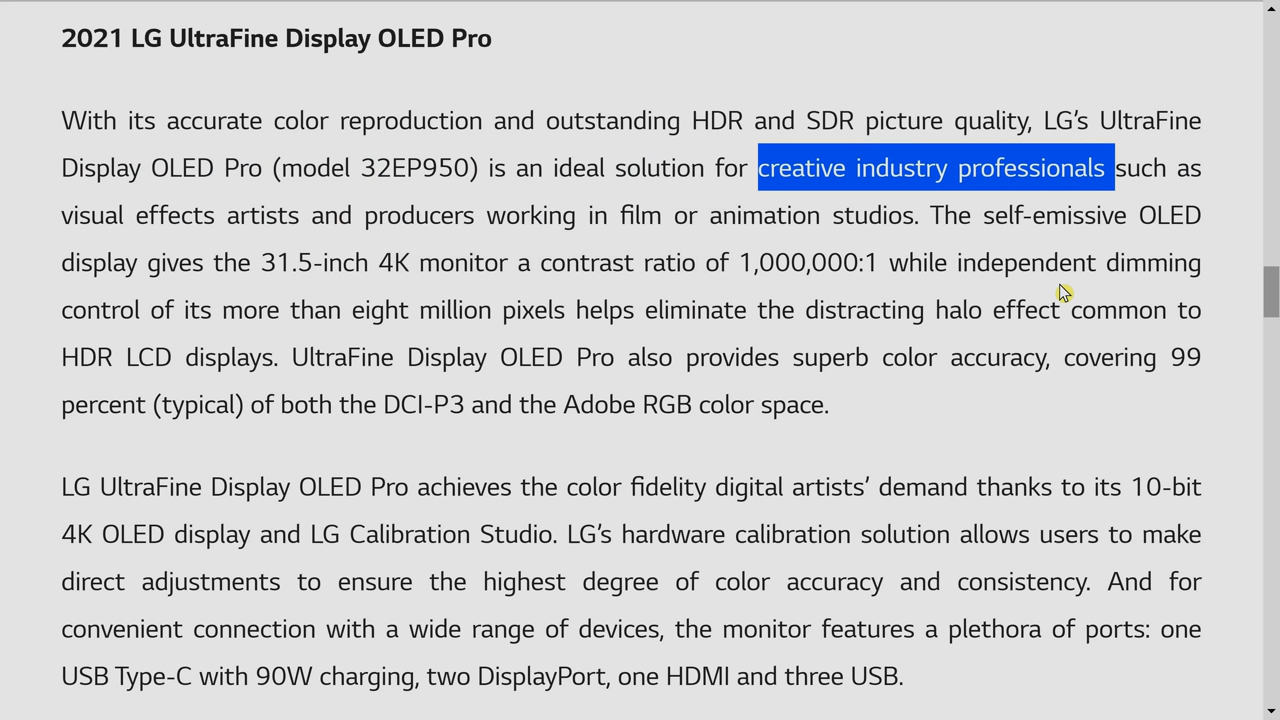 2021 LG UltraFine Display OLED Pro
With its accurate color reproduction and outstanding HDR and SDR picture quality, LG’s UltraFine
Display OLED Pro (model 32EP950) is an ideal solution for creative industry professionals such as
visual effects artists and producers working in film or animation studios. The self-emissive OLED
display gives the 31.5-inch 4K monitor a contrast ratio of 1,000,000:1 while independent dimming
control of its more than eight million pixels helps eliminate the distracting halo effect common to
HDR LCD displays. UltraFine Display OLED Pro also provides superb color accuracy, covering 99
percent (typical) of both the DCI-P3 and the Adobe RGB color space.
LG UltraFine Display OLED Pro achieves the color fidelity digital artists’ demand thanks to its 10-bit
4K OLED display and LG Calibration Studio. LG’s hardware calibration solution allows users to make
direct adjustments to ensure the highest degree of color accuracy and consistency. And for
convenient connection with a wide range of devices, the monitor features a plethora of ports: one
USB Type-C with 90W charging, two DisplayPort, one HDMI and three USB.